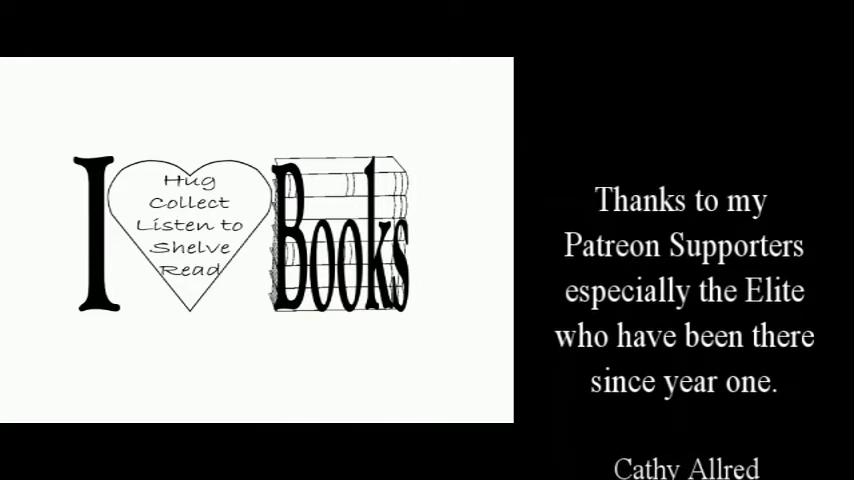 I
Hug
Collect
Listen to
Shelve
Read
Books
Thanks to my
Patreon Supporters
especially the Elite
who have been there
since year one.
Cathy Allred